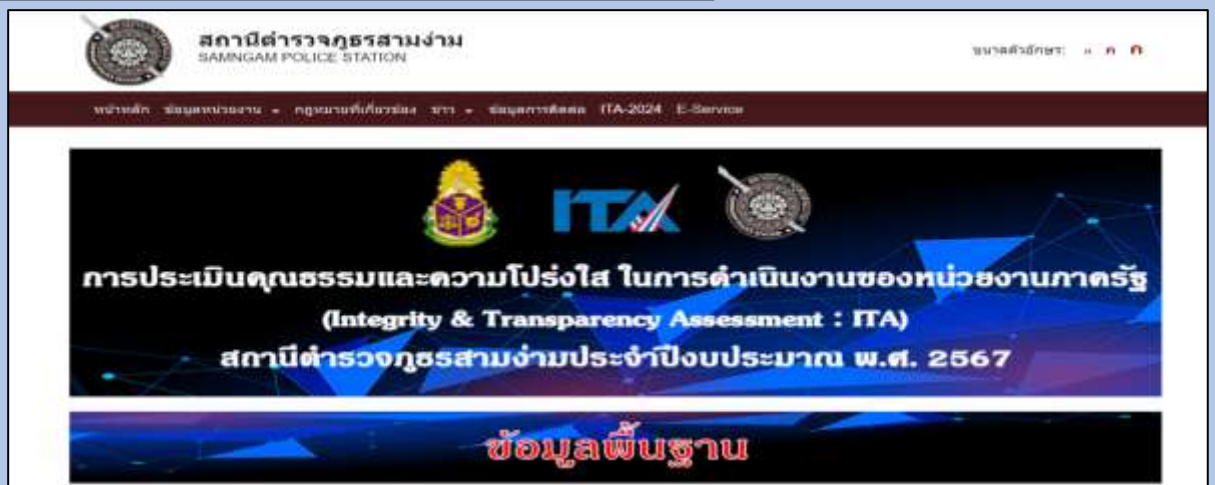 สถานีตำรวจภูธรสามง่าม
SAMNGAM POLICE STATION
ขนาดตัวอักษร: ก ก ก
หน้าหลัก ข้อมูลหน่วยงาน กฎหมายที่เกี่ยวข้อง ข่าว ข้อมูลการติดต่อ ITA-2024 E-Service
ITA
การประเมินคุณธรรมและความโปร่งใส ในการดำเนินงานของหน่วยงานภาครัฐ
(Integrity & Transparency Assessment : ITA)
สถานีตำรวจภูธรสามง่ามประจำปีงบประมาณ พ.ศ. 2567
ข้อมูลพื้นฐาน